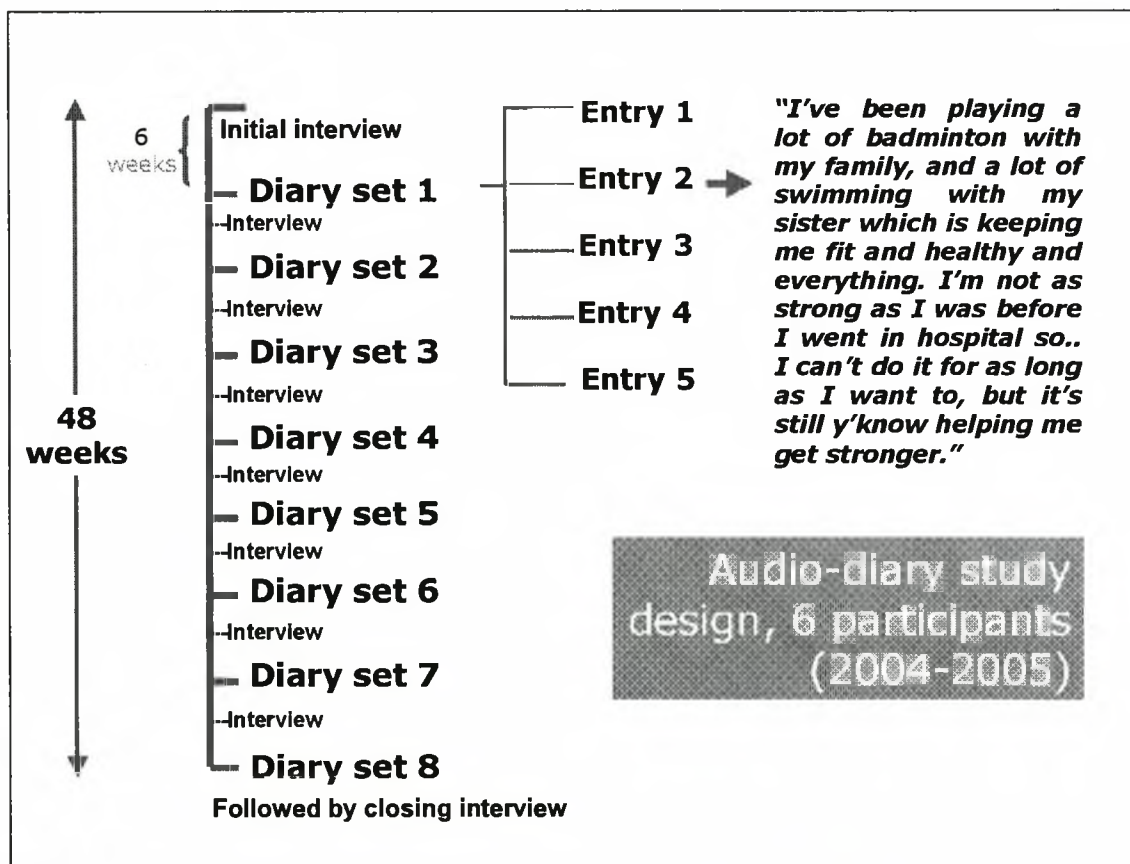 6
weeks
48
weeks
Initial interview
Diary set 1
Interview
Diary set 2
Interview
Diary set 3
Interview
Diary set 4
Interview
Diary set 5
Interview
Diary set 6
Interview
Diary set 7
Interview
Diary set 8
Followed by closing interview
Entry 1
Entry 2
Entry 3
Entry 4
Entry 5
"I've been playing a
lot of badminton with
my family, and a lot of
swimming with my
sister which is keeping
me fit and healthy and
everything. I'm not as
strong as I was before
I went in hospital so..
I can't do it for as long
as I want to, but it's
still y'know helping me
get stronger."
Audio-diary study
design, 6 participants
(2004-2005)